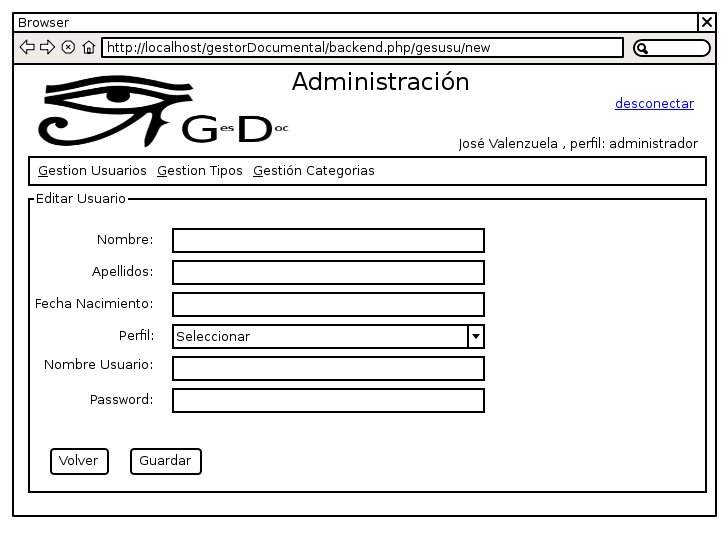 Browser
http://localhost/gestorDocumental/backend.php/gesusu/new
Administración
desconectar
GesDoc
José Valenzuela , perfil: administrador
Gestion Usuarios Gestion Tipos Gestión Categorias
Editar Usuario
Nombre:
Apellidos:
Fecha Nacimiento:
Perfil: Seleccionar
Nombre Usuario:
Password:
Volver Guardar